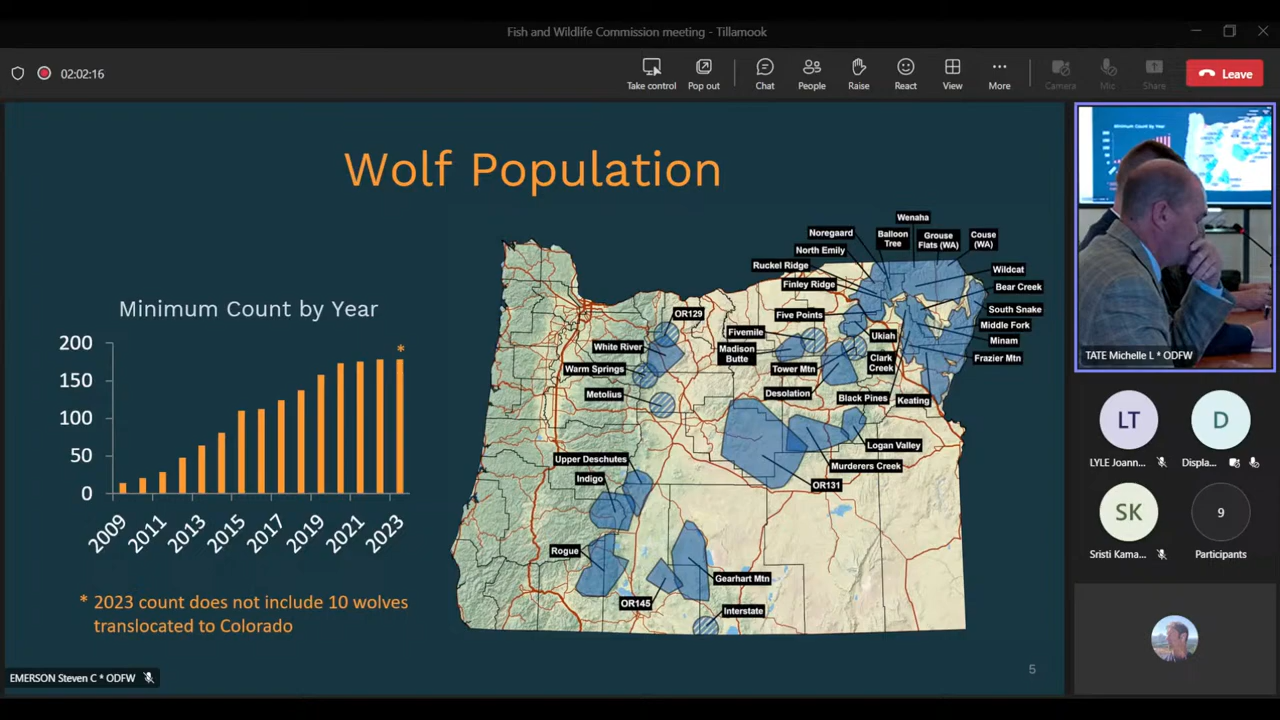 Fish and Wildlife Commission meeting - Tillamook
02:02:16
Take control
Pop out
Chat
People
Raise
React
View
More
Camera
Mic
Share
Leave
Wolf Population
Minimum Count by Year
200
150
100
50
0
*
2009
2011
2013
2015
2017
2019
2021
2023
* 2023 count does not include 10 wolves
translocated to Colorado
Wenaha
Noregaard
Balloon
Tree
Grouse
Flats (WA)
Couse
(WA)
North Emily
Ruckel Ridge
Wildcat
Finley Ridge
Bear Creek
OR129
Five Points
South Snake
Fivemile
Ukiah
Middle Fork
White River
Madison
Butte
Minam
Clark
Creek
Frazier Mtn
Warm Springs
Tower Mtn
Metolius
Desolation
Black Pines
Keating
Logan Valley
Upper Deschutes
Murderers Creek
Indigo
OR131
Rogue
Gearhart Mtn
OR145
Interstate
5
EMERSON Steven C * ODFW
Minimum Count by Year
TATE Michelle L * ODFW
LT
D
LYLE Joann...
Displa...
SK
9
Sristi Kama...
Participants